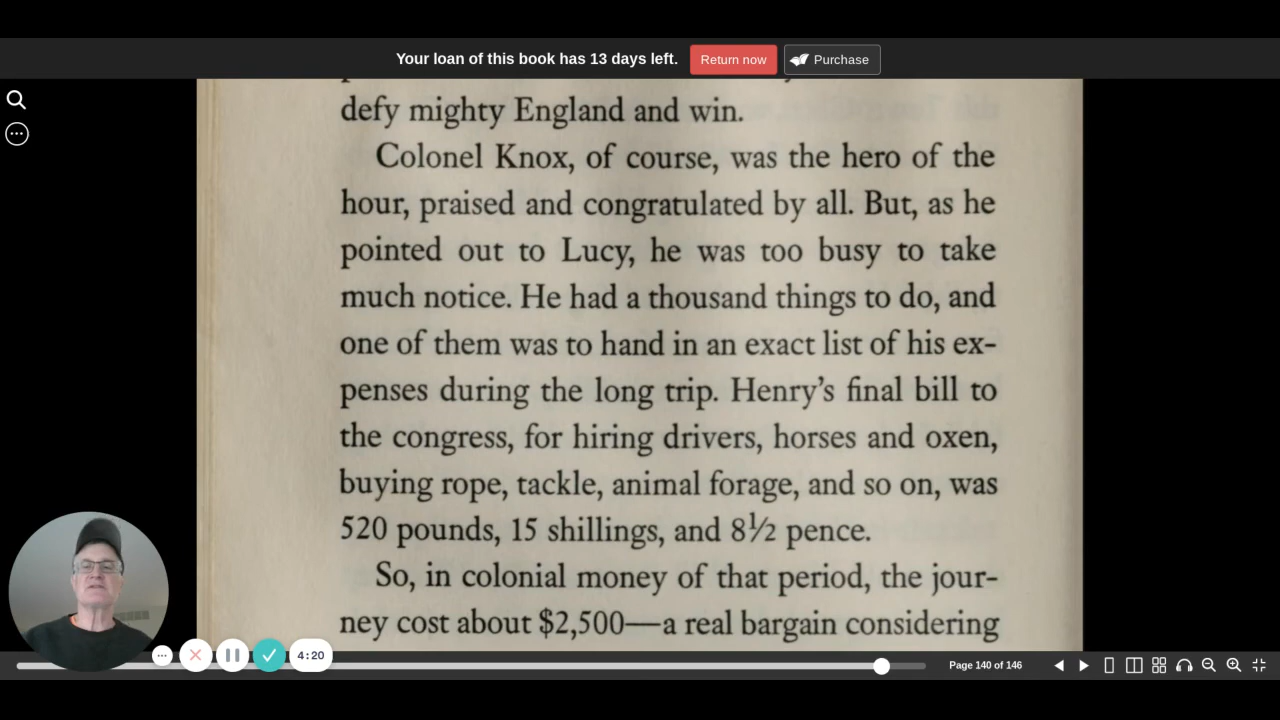 Your loan of this book has 13 days left.
Return now
Purchase
defy mighty England and win.
Colonel Knox, of course, was the hero of the
hour, praised and congratulated by all. But, as he
pointed out to Lucy, he was too busy to take
much notice. He had a thousand things to do, and
one of them was to hand in an exact list of his ex-
penses during the long trip. Henry's final bill to
the congress, for hiring drivers, horses and oxen,
buying rope, tackle, animal forage, and so on, was
520 pounds, 15 shillings, and 8½ pence.
So, in colonial money of that period, the jour-
ney cost about $2,500—a real bargain considering
4:20
Page 140 of 146